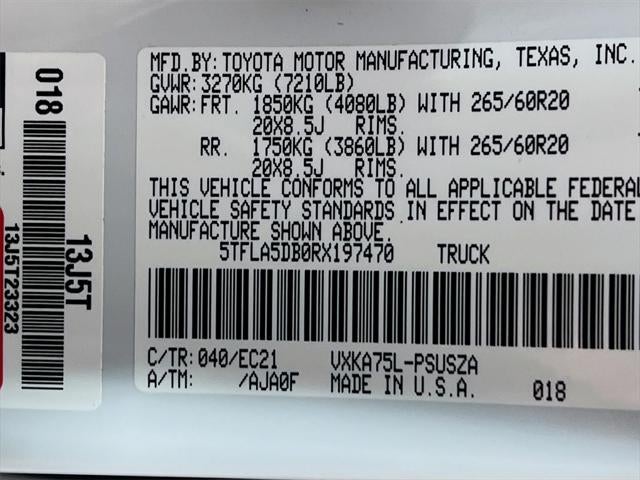 MFD.BY: TOYOTA MOTOR MANUFACTURING, TEXAS, INC.
GVWR: 3270KG (7210LB)
GAWR: FRT. 1850KG (4080LB) WITH 265/60R20
20X8.5J RIMS.
RR. 1750KG (3860LB) WITH 265/60R20
20X8.5J RIMS.
THIS VEHICLE CONFORMS TO ALL APPLICABLE FEDERAL
VEHICLE SAFETY STANDARDS IN EFFECT ON THE DATE
MANUFACTURE SHOWN ABOVE.
5TFLA5DB0RX197470 TRUCK
C/TR: 040/EC21 VXKA75L-PSUSZA
A/TM: /AJA0F MADE IN U.S.A. 018
018
13J5T
13J5T23323